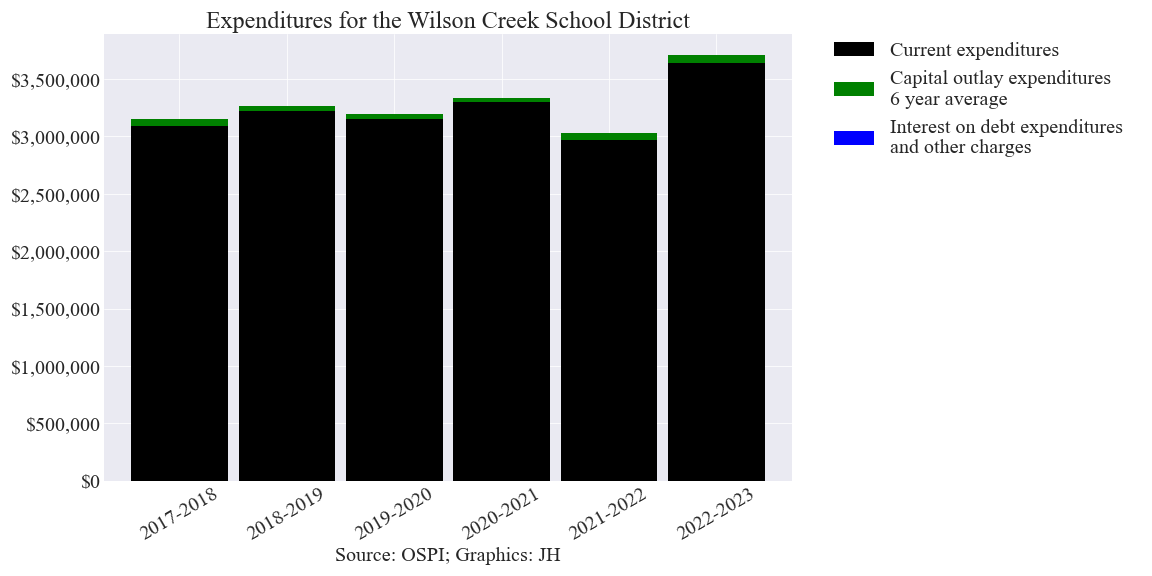 Expenditures for the Wilson Creek School District
$3,500,000
$3,000,000
$2,500,000
$2,000,000
$1,500,000
$1,000,000
$500,000
$0
2017-2018
2018-2019
2019-2020
2020-2021
2021-2022
2022-2023
Source: OSPI; Graphics: JH
Current expenditures
Capital outlay expenditures
6 year average
Interest on debt expenditures
and other charges